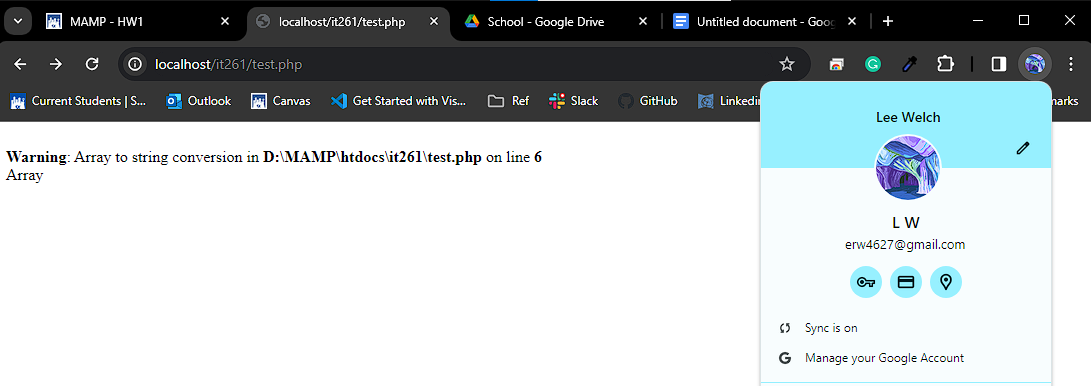 MAMP - HW1
localhost/it261/test.php
School - Google Drive
Untitled document - Goo
localhost/it261/test.php
Current Students | S...
Outlook
Canvas
Get Started with Vis...
Ref
Slack
GitHub
Linkedin
marks
Lee Welch
Warning: Array to string conversion in D:\MAMP\htdocs\it261\test.php on line 6
Array
L W
erw4627@gmail.com
Sync is on
Manage your Google Account